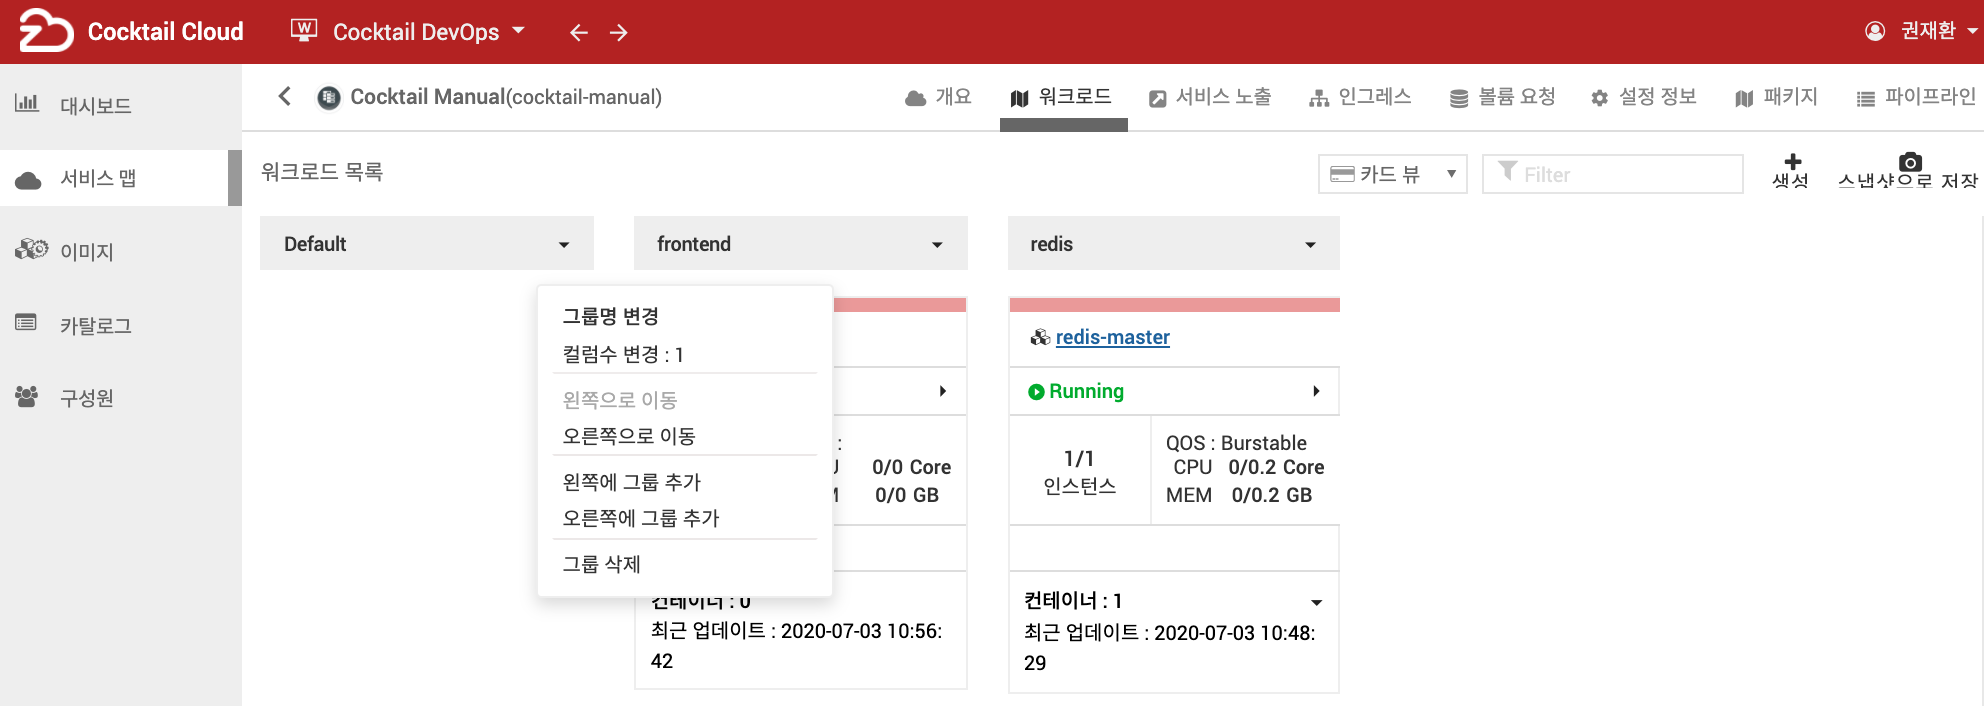 Cocktail Cloud
Cocktail DevOps
권재환
대시보드
서비스 맵
이미지
카탈로그
구성원
Cocktail Manual(cocktail-manual)
개요
워크로드
서비스 노출
인그레스
볼륨 요청
설정 정보
패키지
파이프라인
워크로드 목록
카드 뷰
Filter
생성
스냅샷으로 저장
Default
frontend
redis
그룹명 변경
컬럼수 변경 : 1
왼쪽으로 이동
오른쪽으로 이동
왼쪽에 그룹 추가
오른쪽에 그룹 추가
그룹 삭제
:
0/0 Core
0/0 GB
컨테이너 : 0
최근 업데이트 : 2020-07-03 10:56:
42
redis-master
Running
1/1
인스턴스
QOS : Burstable
CPU 0/0.2 Core
MEM 0/0.2 GB
컨테이너 : 1
최근 업데이트 : 2020-07-03 10:48:
29